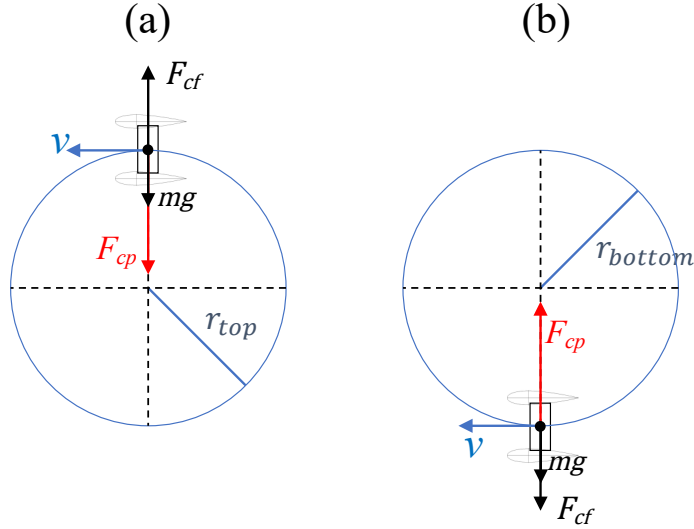 (a)
(b)
F_cf
v
mg
F_cp
r_top
r_bottom
F_cp
v
mg
F_cf